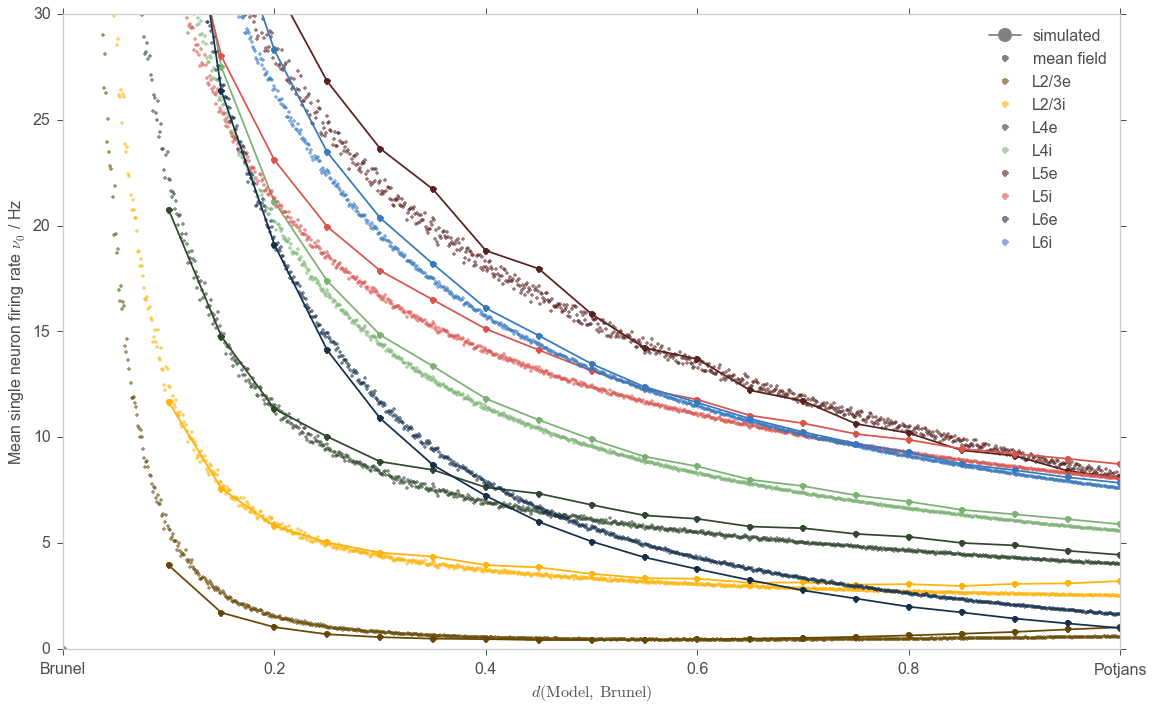 30
25
20
15
10
5
0
Mean single neuron firing rate ν₀ / Hz
simulated
mean field
L2/3e
L2/3i
L4e
L4i
L5e
L5i
L6e
L6i
Brunel 0.2 0.4 0.6 0.8 Potjans
d(Model, Brunel)